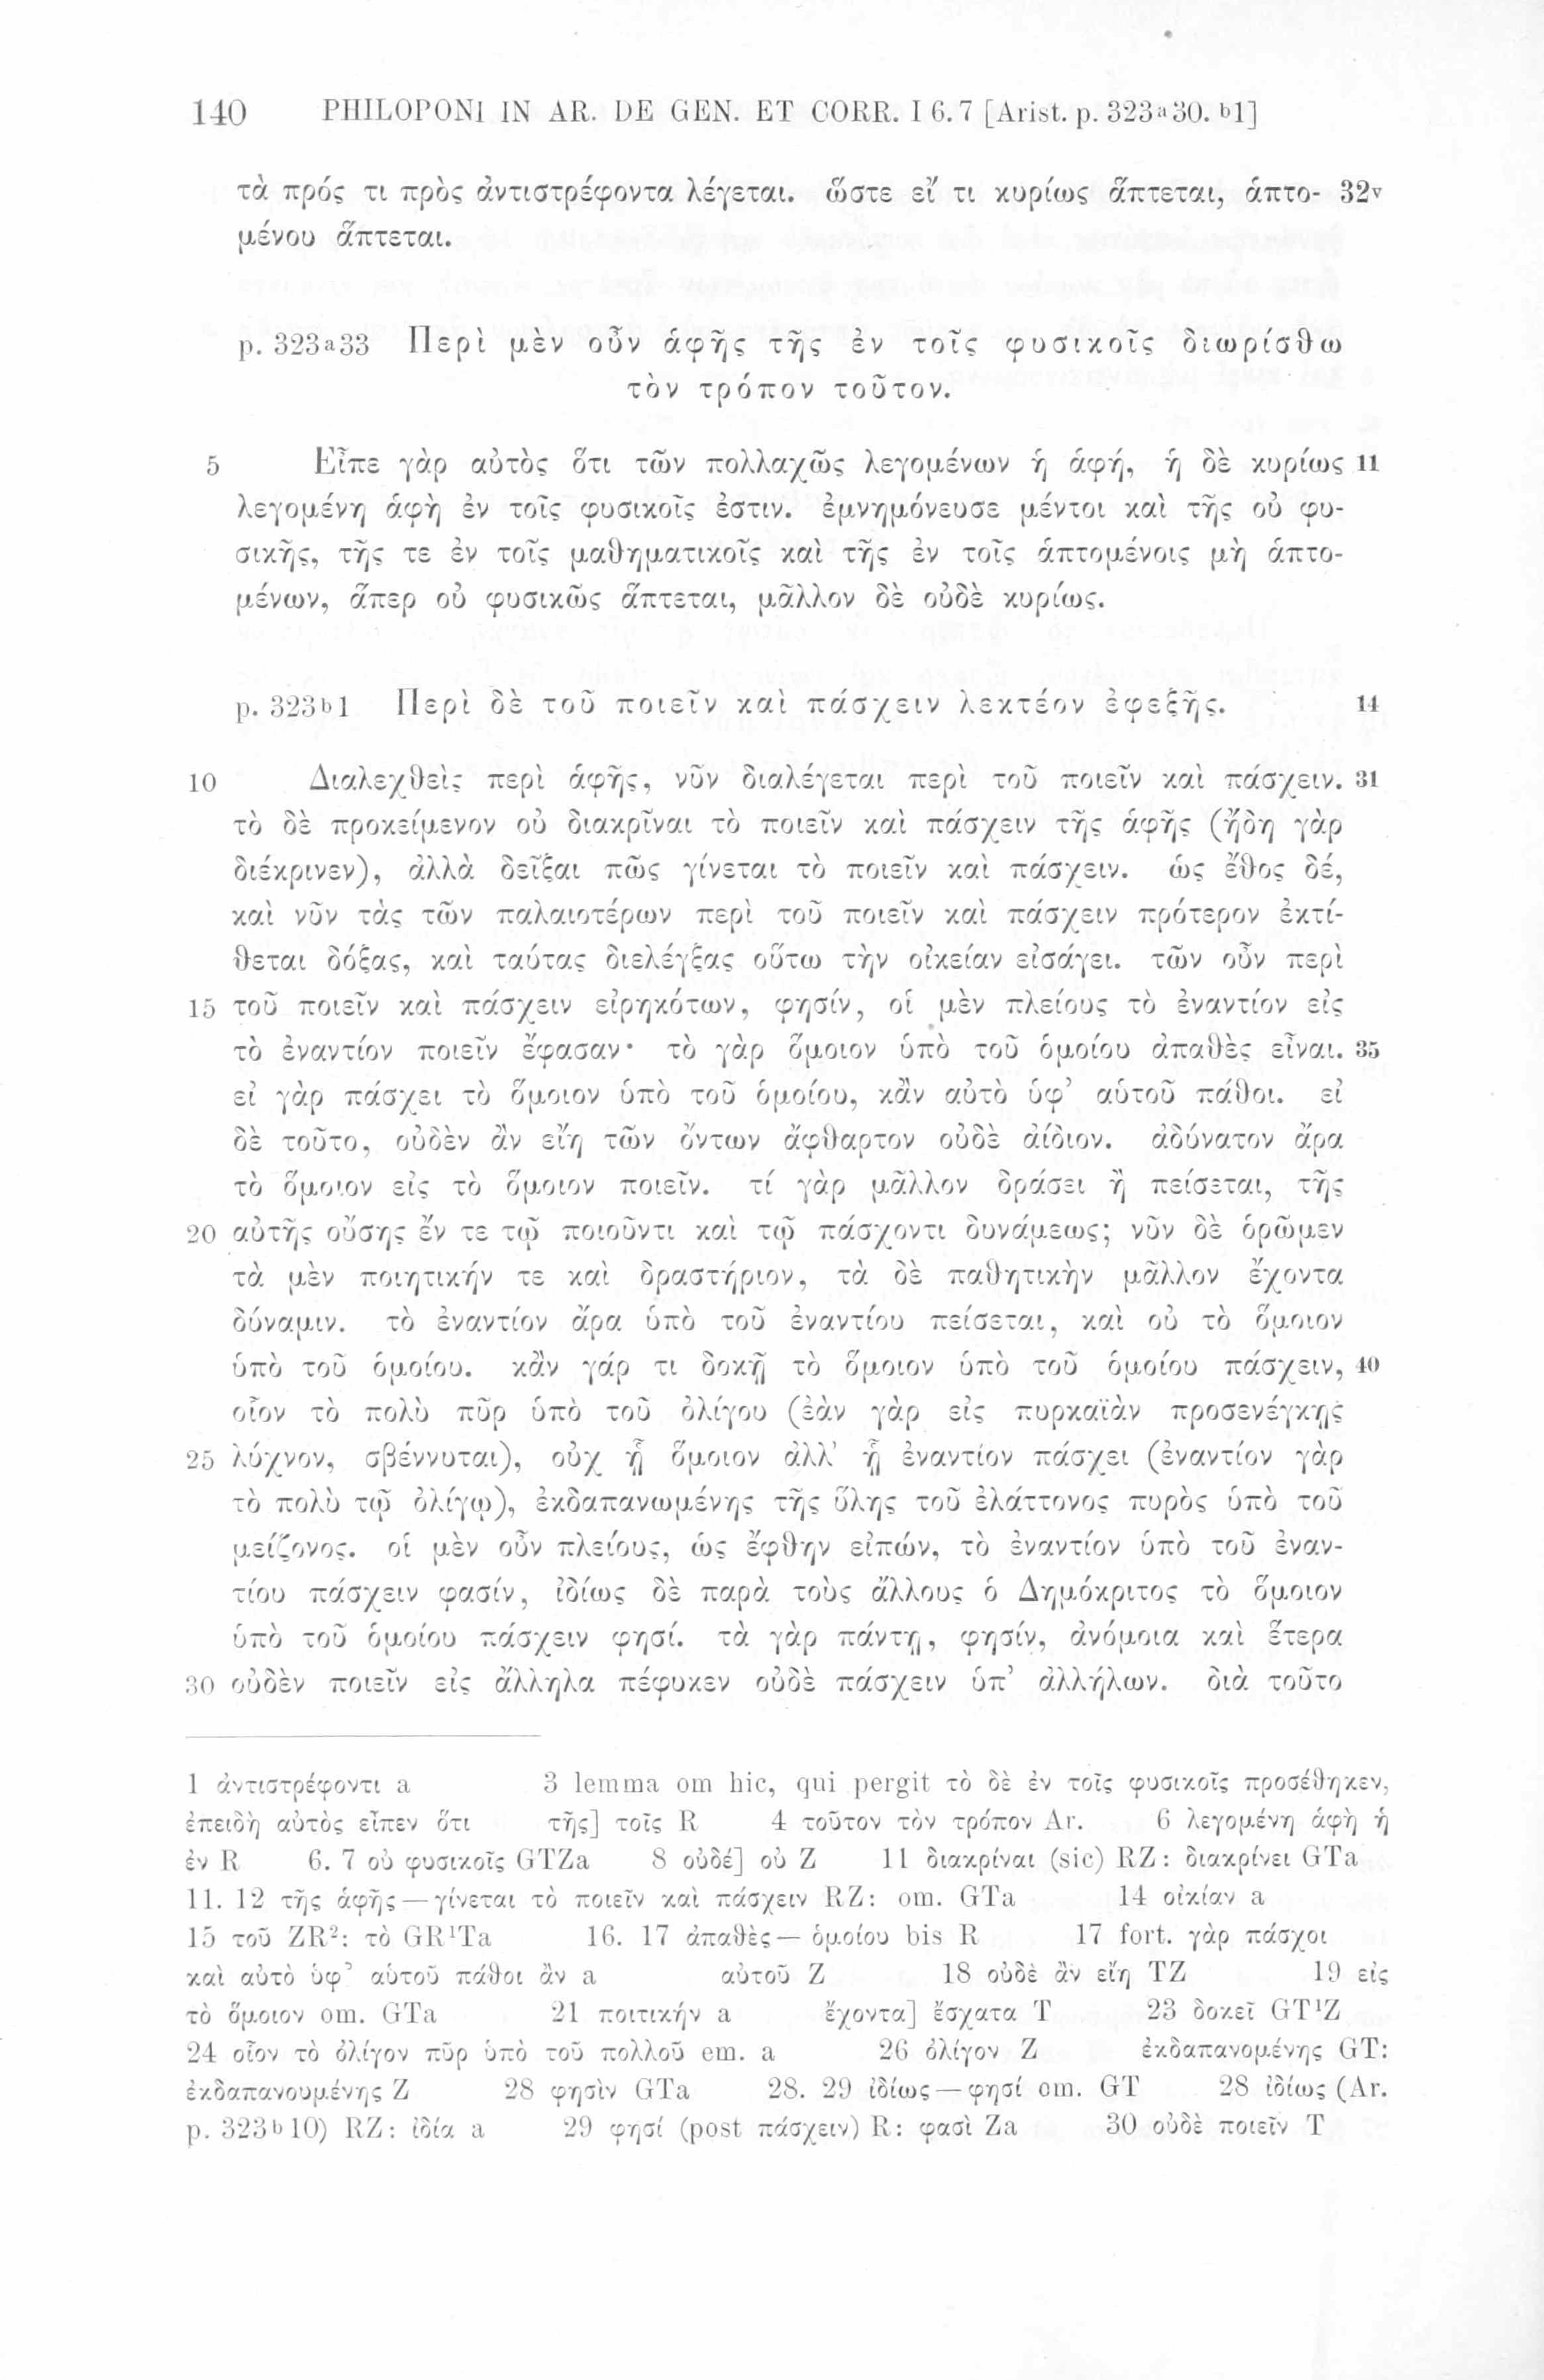 140 PHILOPONI IN AR. DE GEN. ET CORR. I 6.7 [Arist. p. 323a30. b1]
τὰ πρός τι πρὸς ἀντιστρέφοντα λέγεται. ὥστε εἴ τι κυρίως ἅπτεται, ἁπτο- 32v
μένου ἅπτεται.
p. 323a33 Περὶ μὲν οὖν ἁφῆς τῆς ἐν τοῖς φυσικοῖς διωρίσθω
τὸν τρόπον τοῦτον.
5 Εἶπε γὰρ αὐτὸς ὅτι τῶν πολλαχῶς λεγομένων ἡ ἁφή, ἡ δὲ κυρίως 11
λεγομένη ἁφὴ ἐν τοῖς φυσικοῖς ἐστιν. ἐμνημόνευσε μέντοι καὶ τῆς οὐ φυ-
σικῆς, τῆς τε ἐν τοῖς μαθηματικοῖς καὶ τῆς ἐν τοῖς ἁπτομένοις μὴ ἁπτο-
μένων, ἅπερ οὐ φυσικῶς ἅπτεται, μᾶλλον δὲ οὐδὲ κυρίως.
p. 323b1 Περὶ δὲ τοῦ ποιεῖν καὶ πάσχειν λεκτέον ἐφεξῆς. 14
10 Διαλεχθεὶς περὶ ἁφῆς, νῦν διαλέγεται περὶ τοῦ ποιεῖν καὶ πάσχειν. 31
τὸ δὲ προκείμενον οὐ διακρῖναι τὸ ποιεῖν καὶ πάσχειν τῆς ἁφῆς (ἤδη γὰρ
διέκρινεν), ἀλλὰ δεῖξαι πῶς γίνεται τὸ ποιεῖν καὶ πάσχειν. ὡς ἔθος δέ,
καὶ νῦν τὰς τῶν παλαιοτέρων περὶ τοῦ ποιεῖν καὶ πάσχειν πρότερον ἐκτί-
θεται δόξας, καὶ ταύτας διελέγξας οὕτω τὴν οἰκείαν εἰσάγει. τῶν οὖν περὶ
15 τοῦ ποιεῖν καὶ πάσχειν εἰρηκότων, φησίν, οἱ μὲν πλείους τὸ ἐναντίον εἰς
τὸ ἐναντίον ποιεῖν ἔφασαν· τὸ γὰρ ὅμοιον ὑπὸ τοῦ ὁμοίου ἀπαθὲς εἶναι. 35
εἰ γὰρ πάσχει τὸ ὅμοιον ὑπὸ τοῦ ὁμοίου, κἂν αὐτὸ ὑφ’ αὑτοῦ πάθοι. εἰ
δὲ τοῦτο, οὐδὲν ἂν εἴη τῶν ὄντων ἄφθαρτον οὐδὲ ἀίδιον. ἀδύνατον ἄρα
τὸ ὅμοιον εἰς τὸ ὅμοιον ποιεῖν. τί γὰρ μᾶλλον δράσει ἢ πείσεται, τῆς
20 αὐτῆς οὔσης ἔν τε τῷ ποιοῦντι καὶ τῷ πάσχοντι δυνάμεως; νῦν δὲ ὁρῶμεν
τὰ μὲν ποιητικήν τε καὶ δραστήριον, τὰ δὲ παθητικὴν μᾶλλον ἔχοντα
δύναμιν. τὸ ἐναντίον ἄρα ὑπὸ τοῦ ἐναντίου πείσεται, καὶ οὐ τὸ ὅμοιον
ὑπὸ τοῦ ὁμοίου. κἂν γάρ τι δοκῇ τὸ ὅμοιον ὑπὸ τοῦ ὁμοίου πάσχειν, 40
οἷον τὸ πολὺ πῦρ ὑπὸ τοῦ ὀλίγου (ἐὰν γὰρ εἰς πυρκαϊὰν προσενέγκῃς
25 λύχνον, σβέννυται), οὐχ ᾗ ὅμοιον ἀλλ’ ᾗ ἐναντίον πάσχει (ἐναντίον γὰρ
τὸ πολὺ τῷ ὀλίγῳ), ἐκδαπανωμένης τῆς ὕλης τοῦ ἐλάττονος πυρὸς ὑπὸ τοῦ
μείζονος. οἱ μὲν οὖν πλείους, ὡς ἔφθην εἰπών, τὸ ἐναντίον ὑπὸ τοῦ ἐναν-
τίου πάσχειν φασίν, ἰδίως δὲ παρὰ τοὺς ἄλλους ὁ Δημόκριτος τὸ ὅμοιον
ὑπὸ τοῦ ὁμοίου πάσχειν φησί. τὰ γὰρ πάντῃ, φησίν, ἀνόμοια καὶ ἕτερα
30 οὐδὲν ποιεῖν εἰς ἄλληλα πέφυκεν οὐδὲ πάσχειν ὑπ’ ἀλλήλων. διὰ τοῦτο
1 ἀντιστρέφοντι a 3 lemma om hic, qui pergit τὸ δὲ ἐν τοῖς φυσικοῖς προσέθηκεν,
ἐπειδὴ αὐτὸς εἶπεν ὅτι τῆς] τοῖς R 4 τοῦτον τὸν τρόπον Ar. 6 λεγομένη ἁφὴ ἡ
ἐν R 6. 7 οὐ φυσικοῖς GTZa 8 οὐδέ] οὐ Z 11 διακρίναι (sic) RZ: διακρίνει GTa
11. 12 τῆς ἁφῆς — γίνεται τὸ ποιεῖν καὶ πάσχειν RZ: om. GTa 14 οἰκίαν a
15 τοῦ ZR²: τὸ GR¹Ta 16. 17 ἀπαθὲς — ὁμοίου bis R 17 fort. γὰρ πάσχοι
καὶ αὐτὸ ὑφ’ αὑτοῦ πάθοι ἂν a αὐτοῦ Z 18 οὐδὲ ἂν εἴη TZ 19 εἰς
τὸ ὅμοιον om. GTa 21 ποιτικήν a ἔχοντα] ἔσχατα T 23 δοκεῖ GT¹Z
24 οἷον τὸ ὀλίγον πῦρ ὑπὸ τοῦ πολλοῦ em. a 26 ὀλίγον Z ἐκδαπανομένης GT:
ἐκδαπανουμένης Z 28 φησὶν GTa 28. 29 ἰδίως — φησί om. GT 28 ἰδίως (Ar.
p. 323b10) RZ: ἰδία a 29 φησί (post πάσχειν) R: φασὶ Za 30 οὐδὲ ποιεῖν T